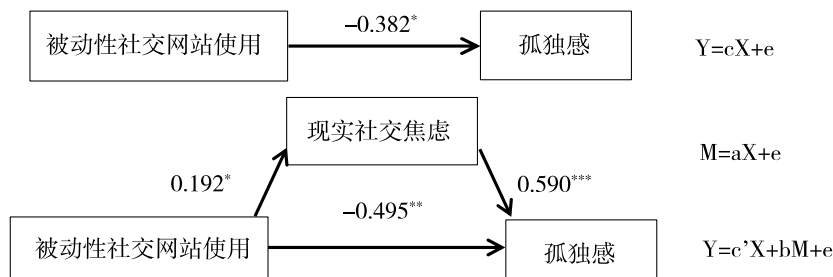 −0.382*
被动性社交网站使用
孤独感
Y=cX+e
现实社交焦虑
M=aX+e
0.192*
0.590***
−0.495**
被动性社交网站使用
孤独感
Y=c’X+bM+e